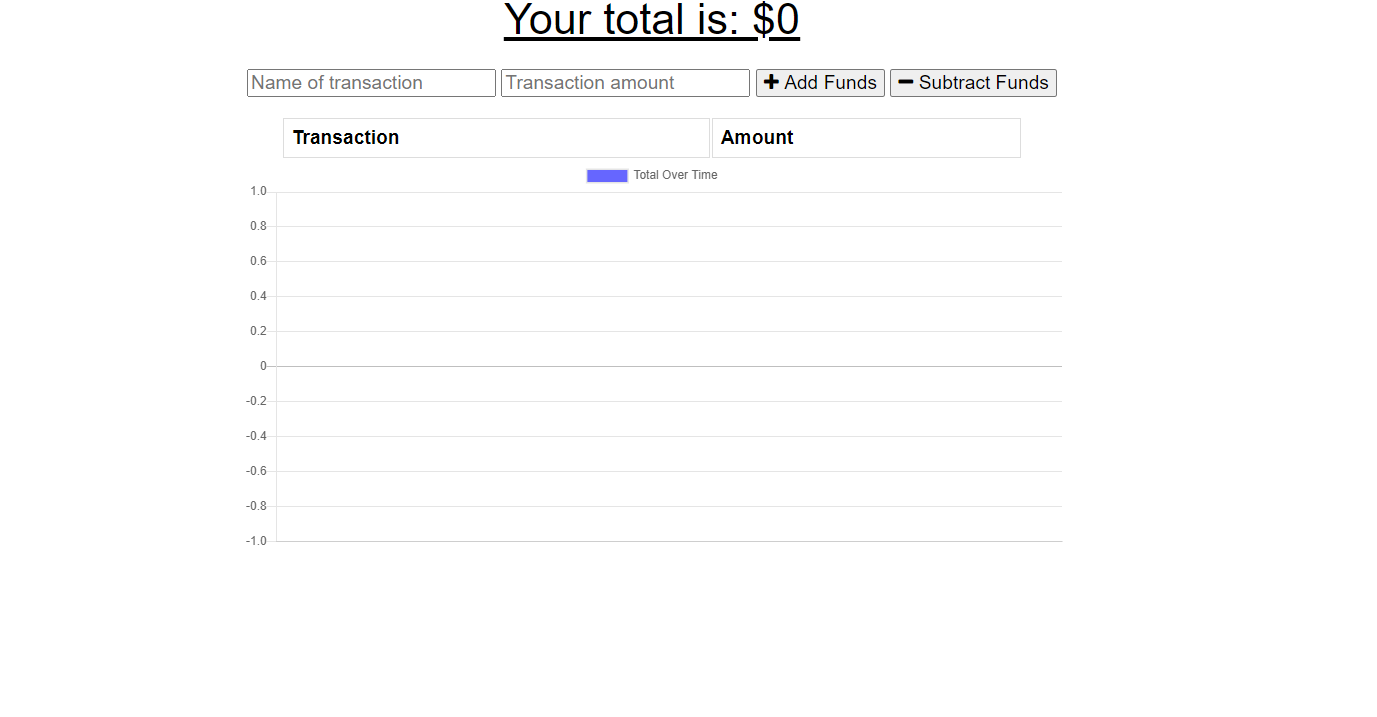 Your total is: $0
Name of transaction Transaction amount + Add Funds − Subtract Funds
Transaction Amount
Total Over Time
1.0
0.8
0.6
0.4
0.2
0
-0.2
-0.4
-0.6
-0.8
-1.0